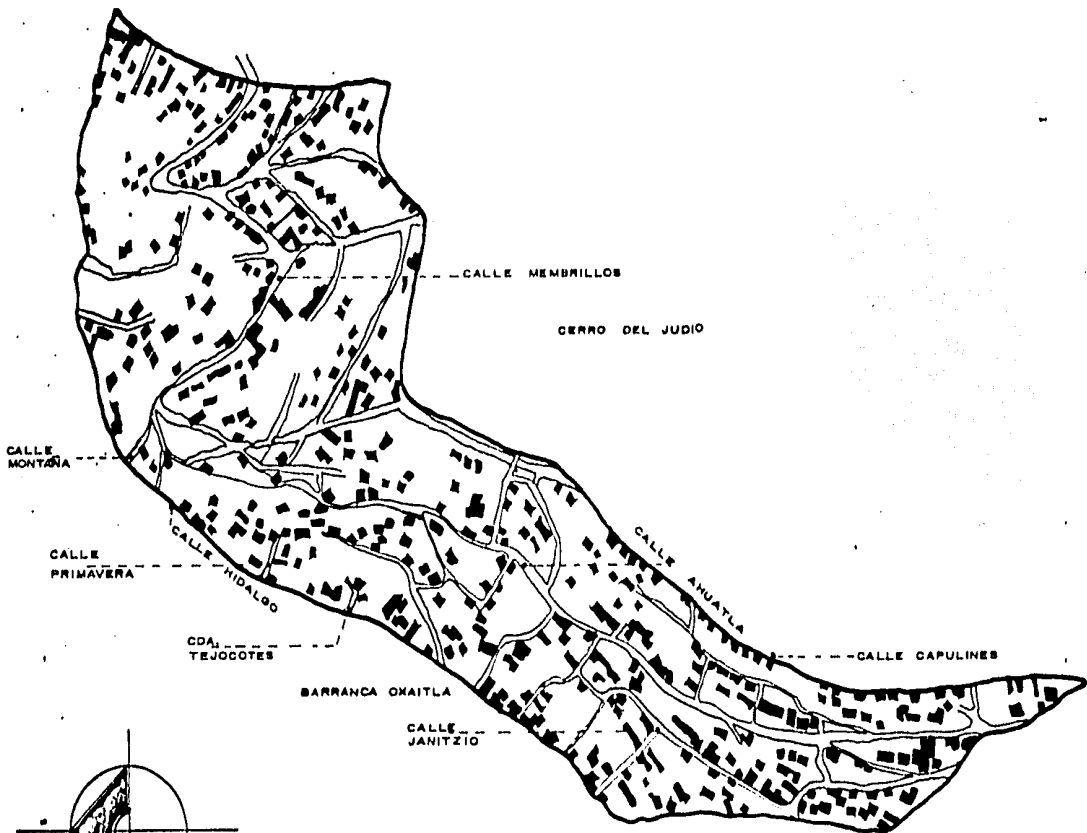 CALLE MEMBRILLOS
CERRO DEL JUDIO
CALLE
MONTAÑA
CALLE
PRIMAVERA
CALLE HIDALGO
CALLE AHUATLA
CDA.
TEJOCOTES
CALLE CAPULINES
BARRANCA OXAITLA
CALLE
JANITZIO